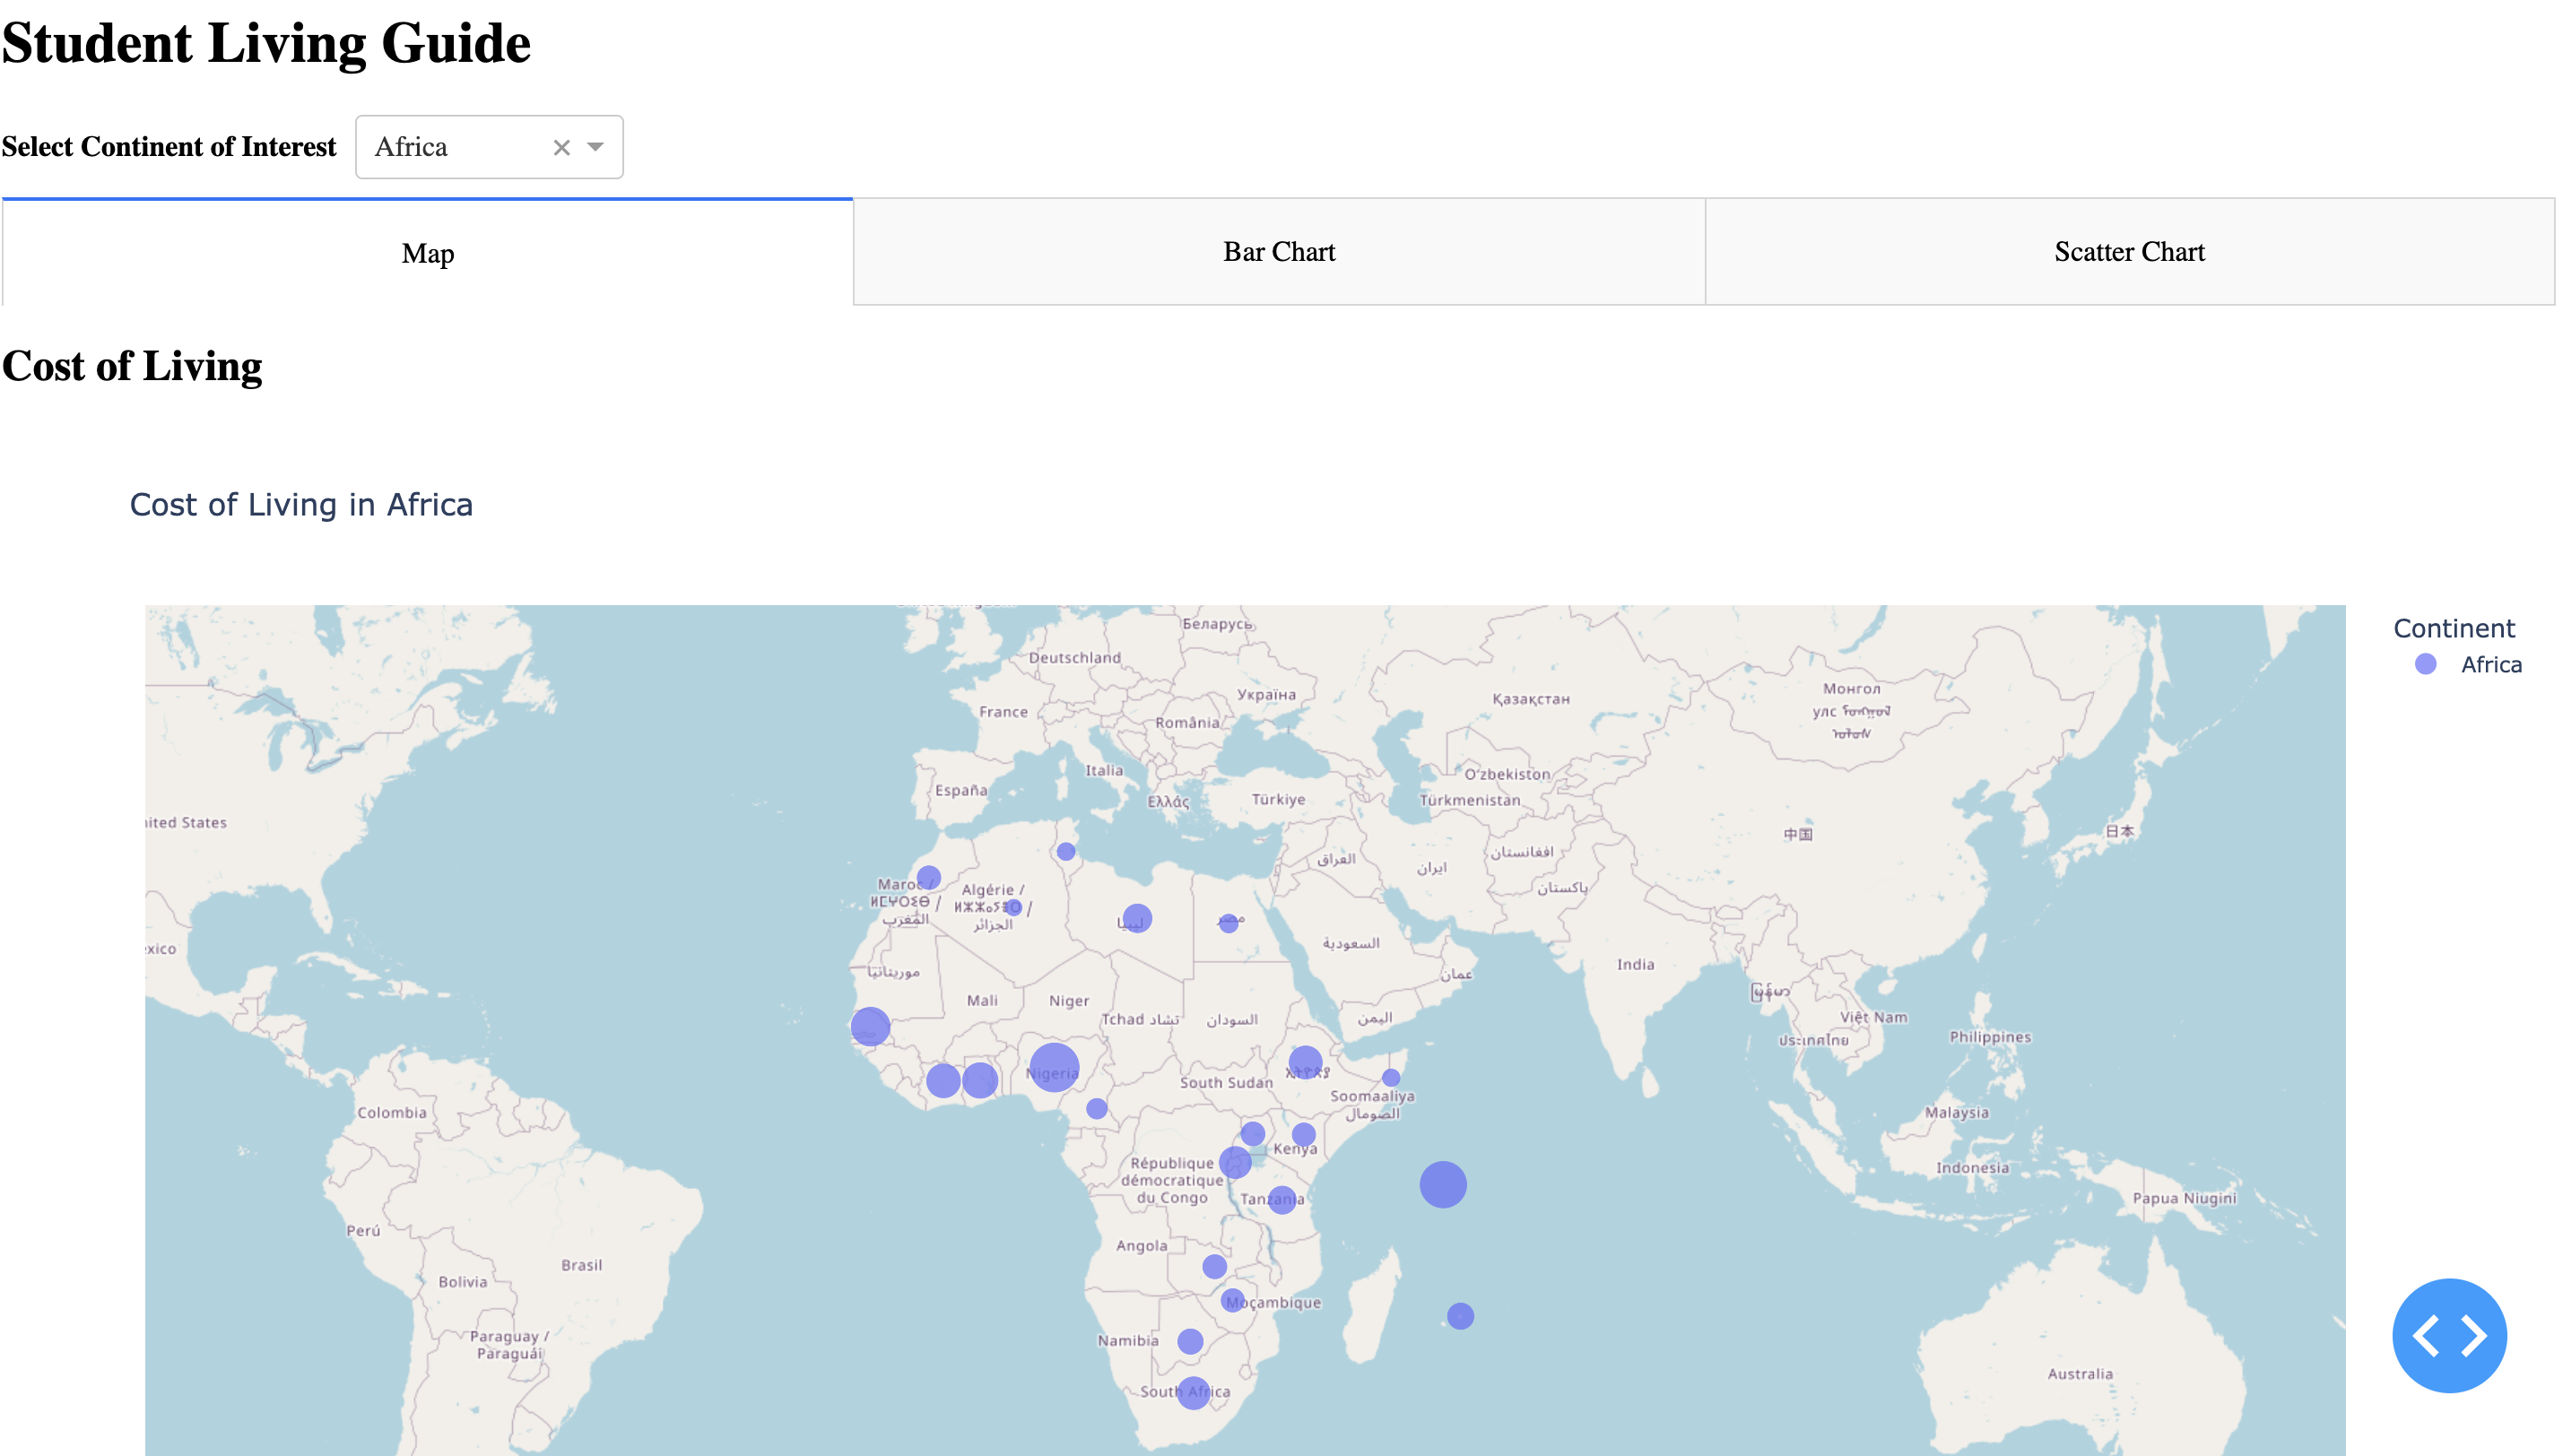 Student Living Guide
Select Continent of Interest
Africa
Map
Bar Chart
Scatter Chart
Cost of Living
Cost of Living in Africa
Continent
Africa
Беларусь
Deutschland
Україна
France
România
Қазақстан
Монгол
улс
Italia
España
Ελλάς
Türkiye
Oʻzbekiston
Türkmenistan
ited States
中国
日本
افغانستان
العراق
ایران
پاکستان
Maroc /
ⵍⵎⵖⵔⵉⴱ /
المغرب
Algérie /
الجزائر
ليبيا
مصر
السعودية
عمان
India
xico
موريتانيا
Mali
Niger
Tchad تشاد
السودان
اليمن
မြန်မာ
Việt Nam
ประเทศไทย
Philippines
Nigeria
South Sudan
Soomaaliya
الصومال
Colombia
Malaysia
Kenya
République
démocratique
du Congo
Indonesia
Tanzania
Papua Niugini
Perú
Angola
Brasil
Bolivia
Moçambique
Paraguay /
Paraguái
Namibia
South Africa
Australia